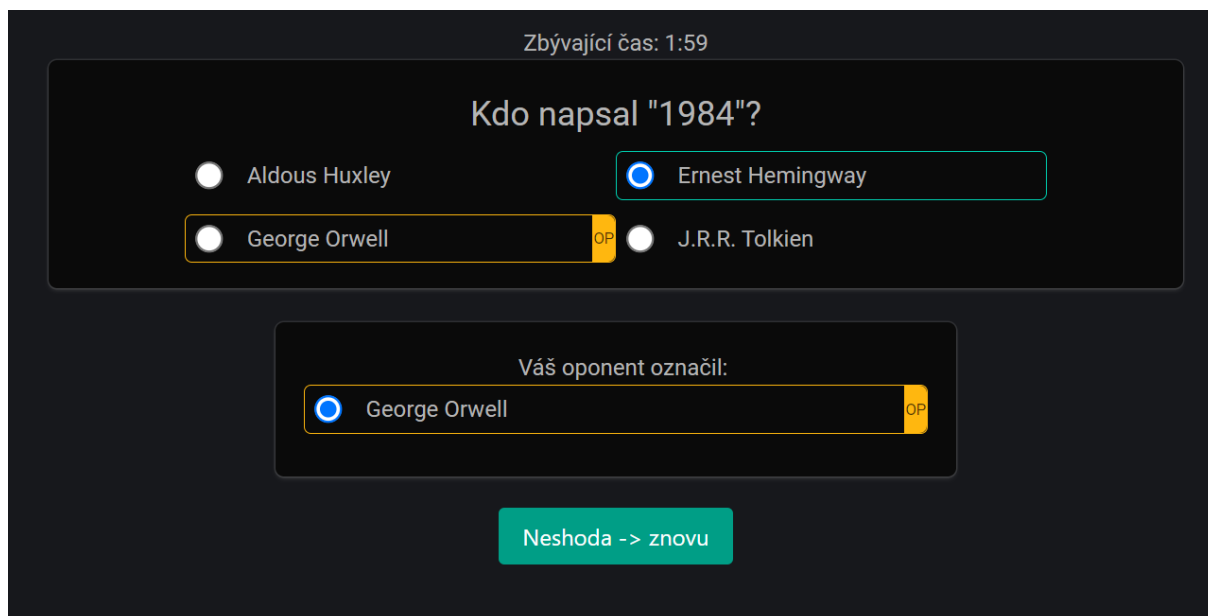 Zbývající čas: 1:59
Kdo napsal "1984"?
Aldous Huxley
Ernest Hemingway
George Orwell
OP
J.R.R. Tolkien
Váš oponent označil:
George Orwell
OP
Neshoda -> znovu